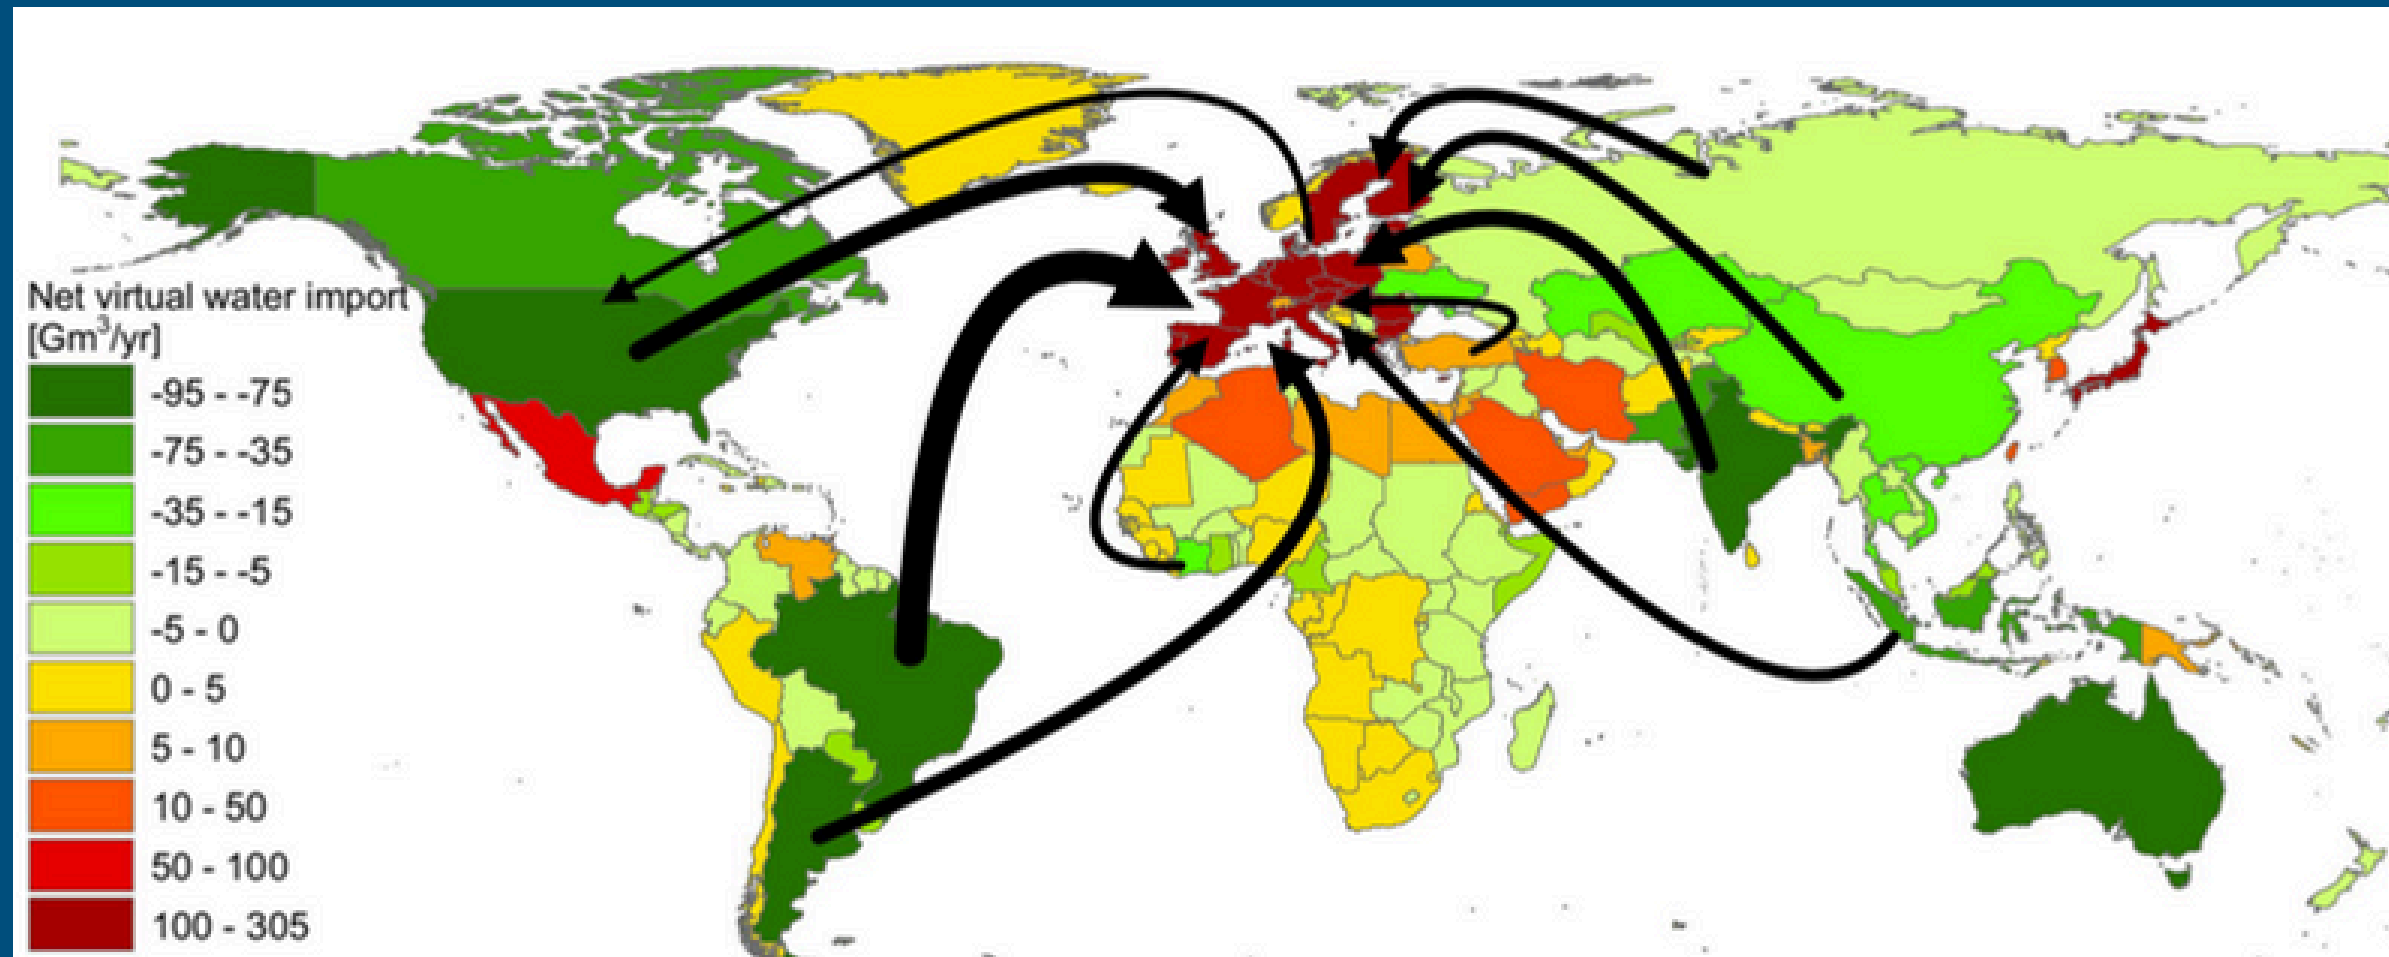 Net virtual water import
[Gm³/yr]
-95 - -75
-75 - -35
-35 - -15
-15 - -5
-5 - 0
0 - 5
5 - 10
10 - 50
50 - 100
100 - 305